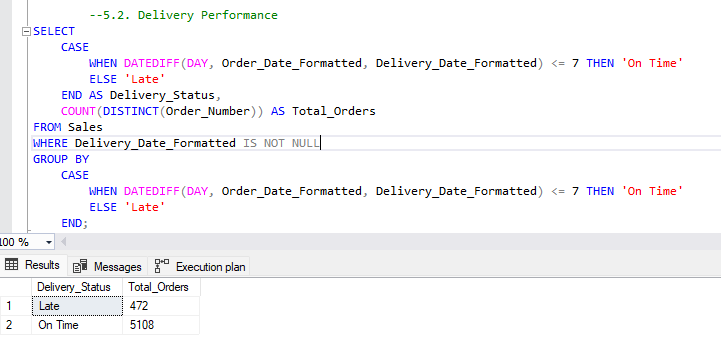 --5.2. Delivery Performance
SELECT
CASE
WHEN DATEDIFF(DAY, Order_Date_Formatted, Delivery_Date_Formatted) <= 7 THEN 'On Time'
ELSE 'Late'
END AS Delivery_Status,
COUNT(DISTINCT(Order_Number)) AS Total_Orders
FROM Sales
WHERE Delivery_Date_Formatted IS NOT NULL
GROUP BY
CASE
WHEN DATEDIFF(DAY, Order_Date_Formatted, Delivery_Date_Formatted) <= 7 THEN 'On Time'
ELSE 'Late'
END;
100 %
Results Messages Execution plan
Delivery_Status Total_Orders
1 Late 472
2 On Time 5108